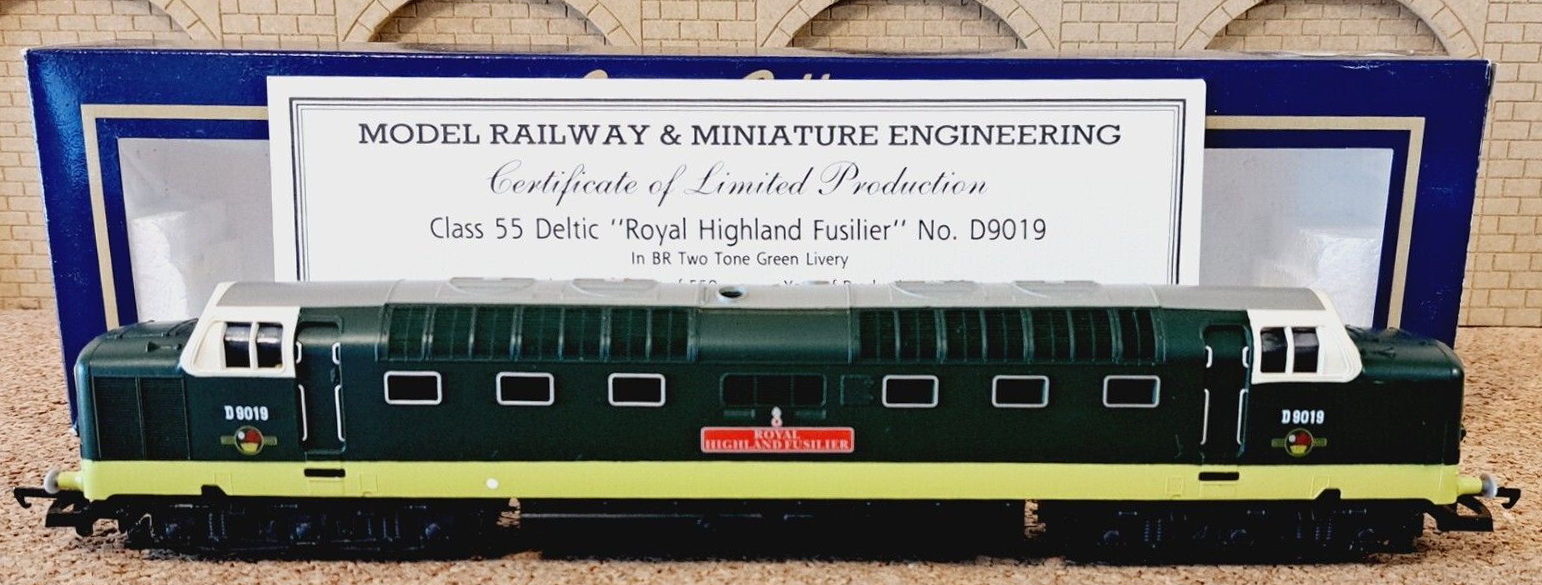 MODEL RAILWAY & MINIATURE ENGINEERING
Certificate of Limited Production
Class 55 Deltic "Royal Highland Fusilier" No. D9019
In BR Two Tone Green Livery
D9019
D9019
ROYAL
HIGHLAND FUSILIER